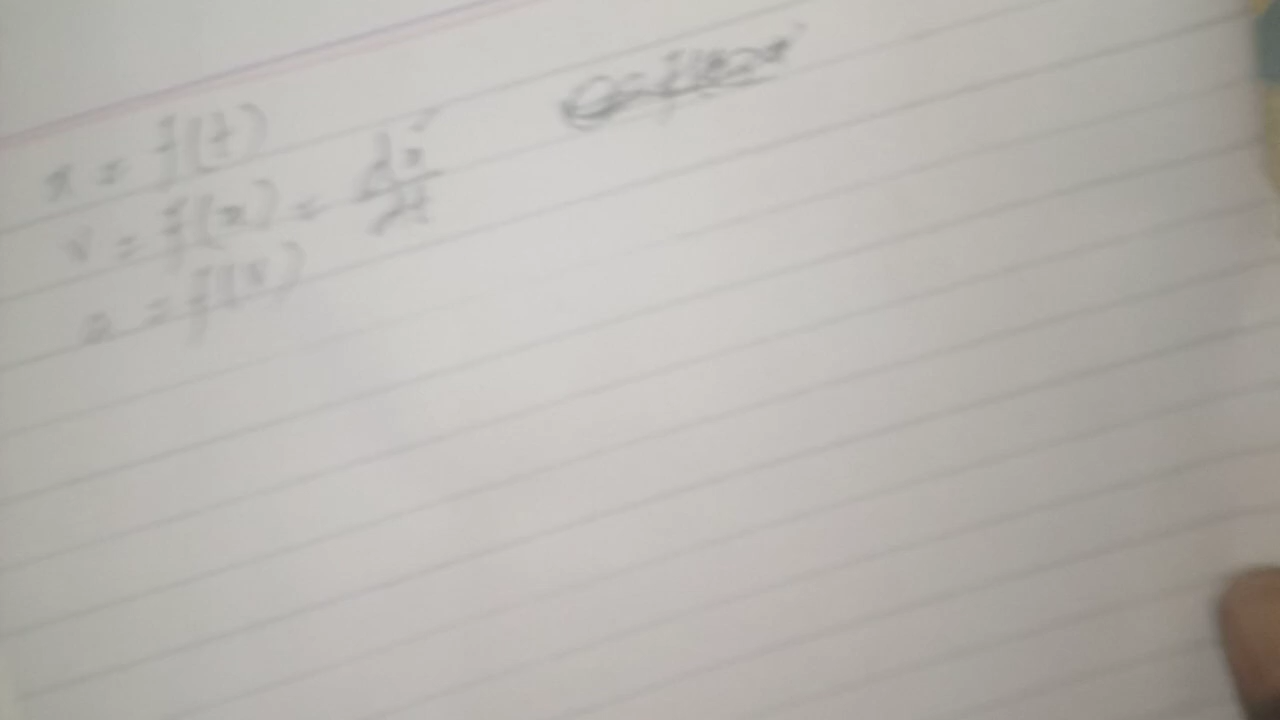 x = f(t)
v = f(x) = dx/dt
a = f(v)